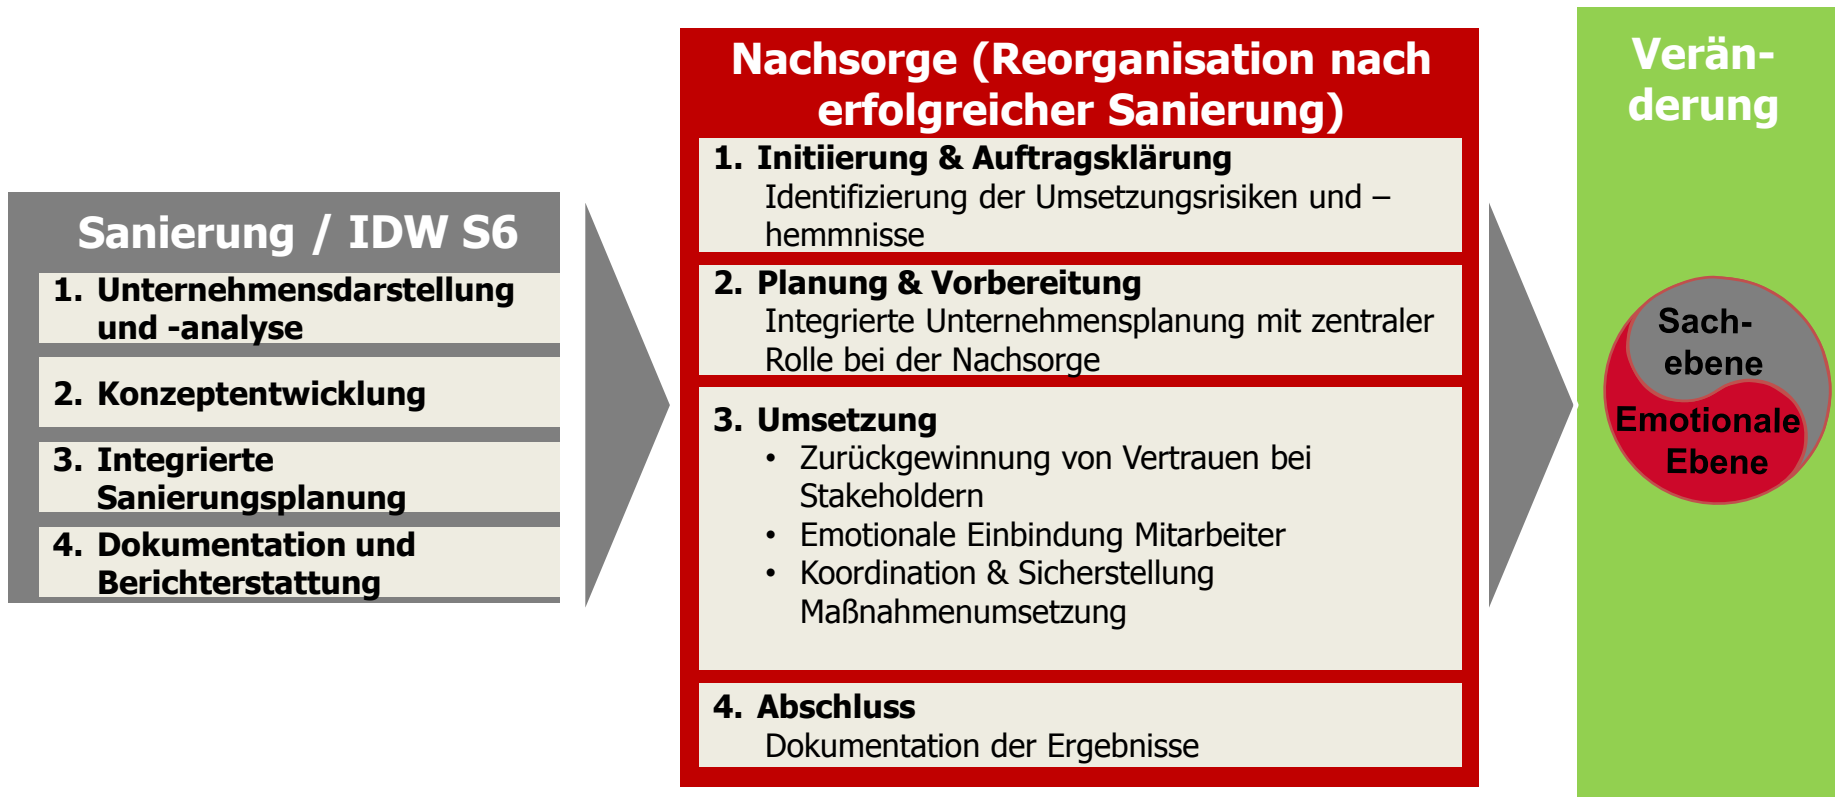 Sanierung / IDW S6
1. Unternehmensdarstellung
und -analyse
2. Konzeptentwicklung
3. Integrierte
Sanierungsplanung
4. Dokumentation und
Berichterstattung
Nachsorge (Reorganisation nach
erfolgreicher Sanierung)
1. Initiierung & Auftragsklärung
Identifizierung der Umsetzungsrisiken und –
hemmnisse
2. Planung & Vorbereitung
Integrierte Unternehmensplanung mit zentraler
Rolle bei der Nachsorge
3. Umsetzung
• Zurückgewinnung von Vertrauen bei
Stakeholdern
• Emotionale Einbindung Mitarbeiter
• Koordination & Sicherstellung
Maßnahmenumsetzung
4. Abschluss
Dokumentation der Ergebnisse
Verän-
derung
Sach-
ebene
Emotionale
Ebene